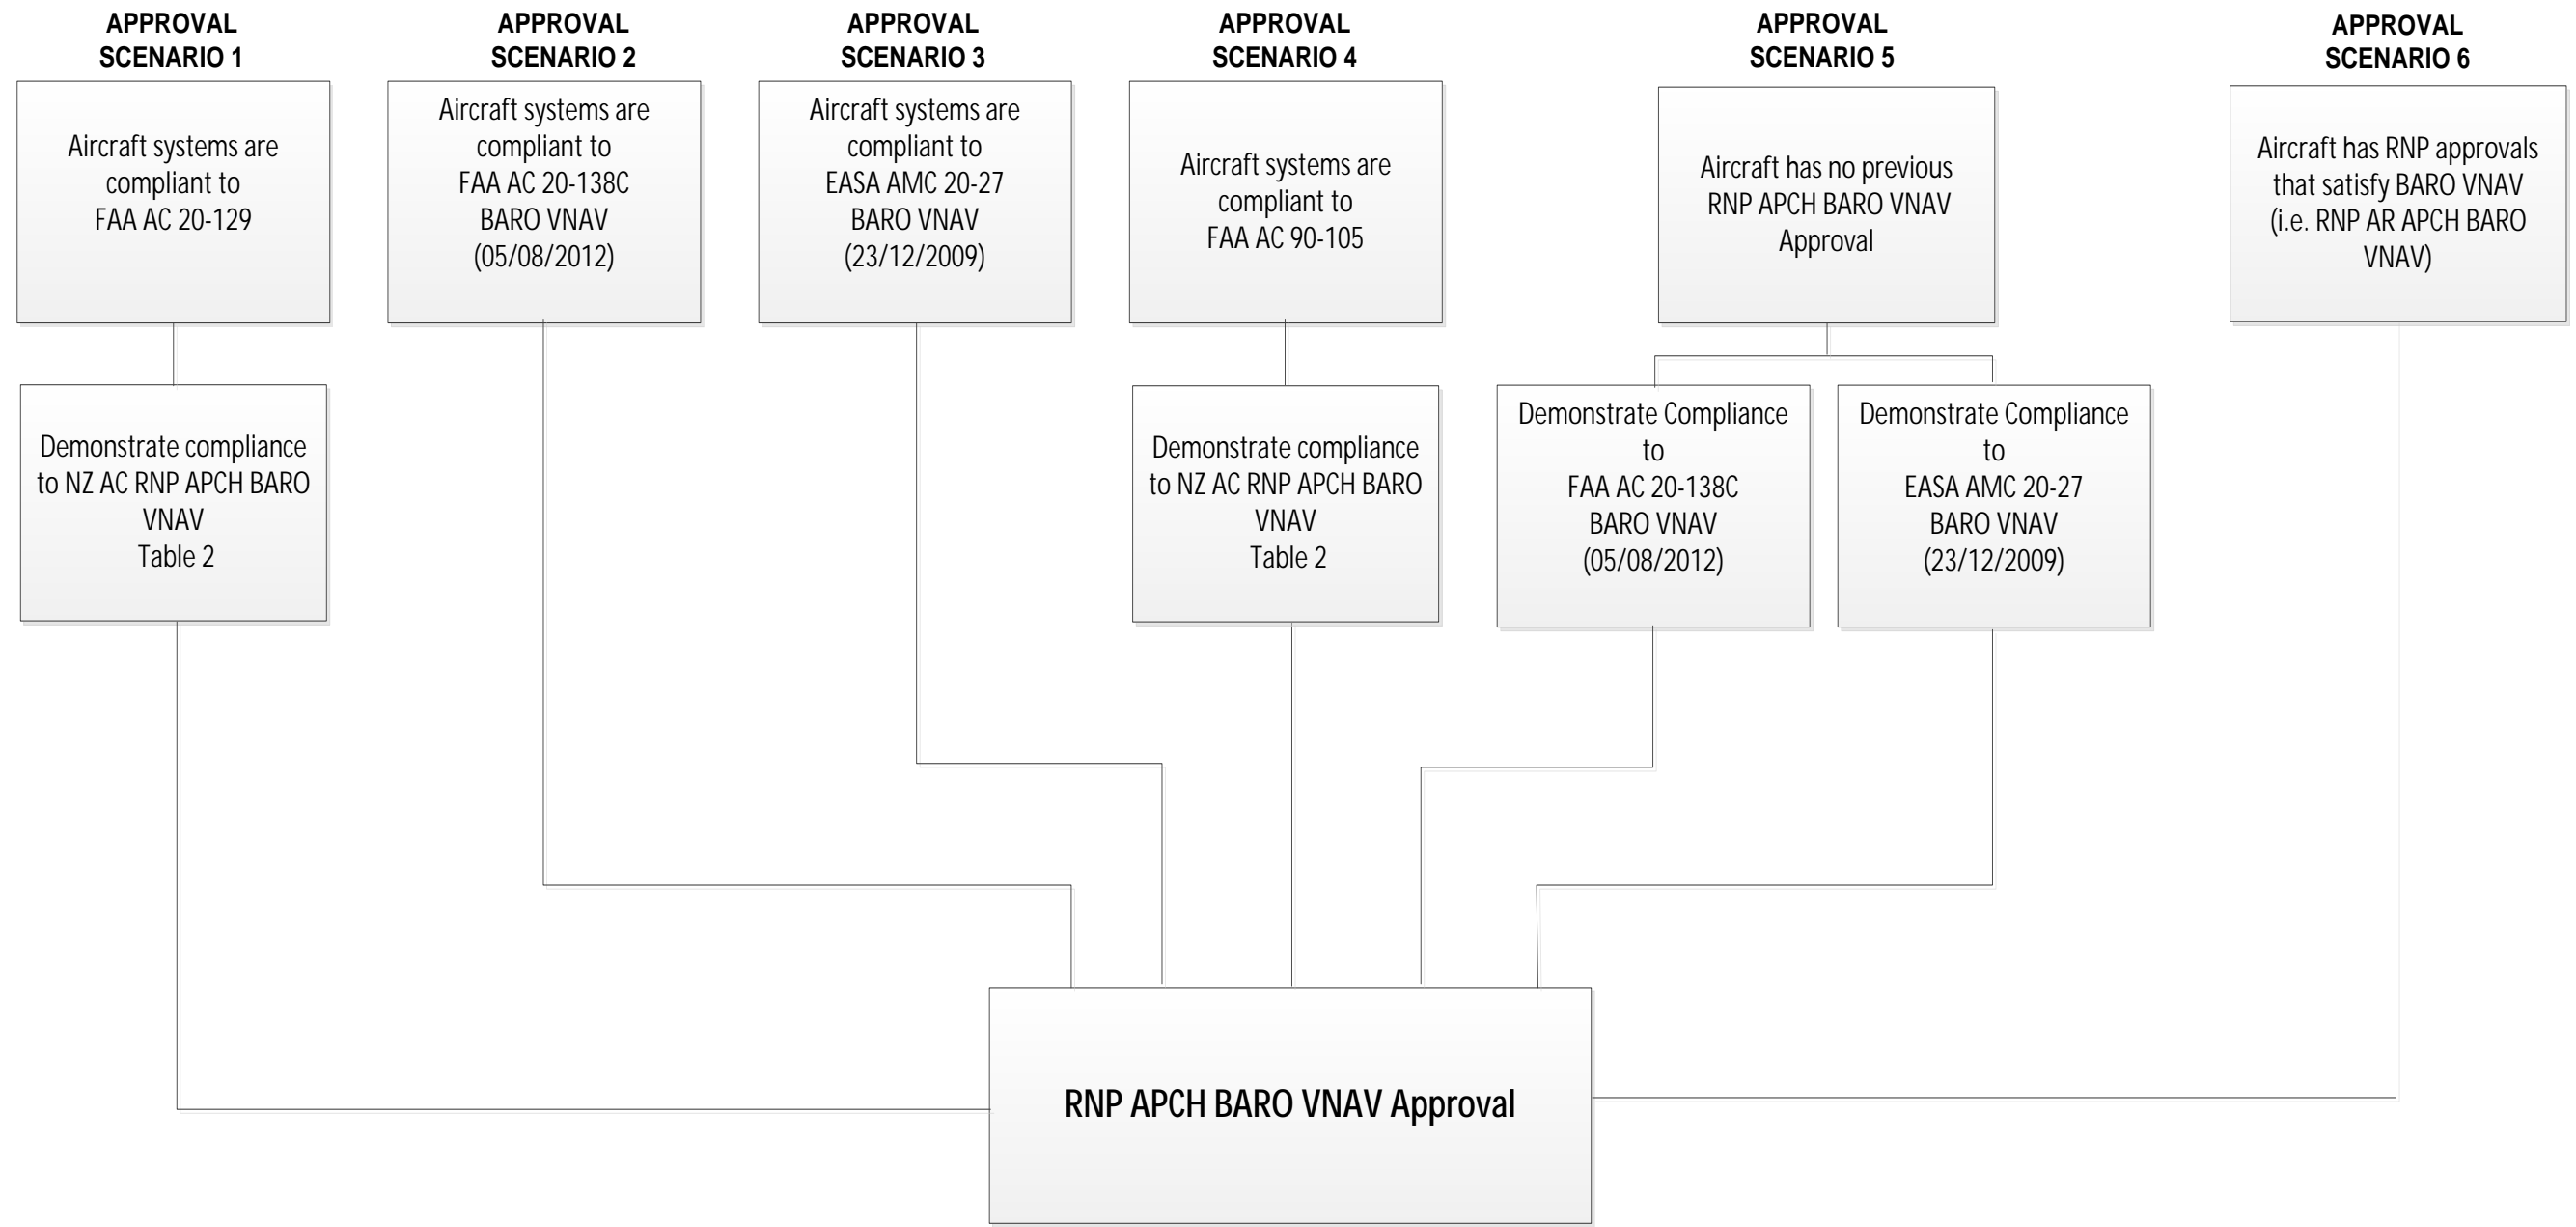 APPROVAL
SCENARIO 1
Aircraft systems are
compliant to
FAA AC 20-129
Demonstrate compliance
to NZ AC RNP APCH BARO
VNAV
Table 2
APPROVAL
SCENARIO 2
Aircraft systems are
compliant to
FAA AC 20-138C
BARO VNAV
(05/08/2012)
APPROVAL
SCENARIO 3
Aircraft systems are
compliant to
EASA AMC 20-27
BARO VNAV
(23/12/2009)
APPROVAL
SCENARIO 4
Aircraft systems are
compliant to
FAA AC 90-105
Demonstrate compliance
to NZ AC RNP APCH BARO
VNAV
Table 2
APPROVAL
SCENARIO 5
Aircraft has no previous
RNP APCH BARO VNAV
Approval
Demonstrate Compliance
to
FAA AC 20-138C
BARO VNAV
(05/08/2012)
Demonstrate Compliance
to
EASA AMC 20-27
BARO VNAV
(23/12/2009)
APPROVAL
SCENARIO 6
Aircraft has RNP approvals
that satisfy BARO VNAV
(i.e. RNP AR APCH BARO
VNAV)
RNP APCH BARO VNAV Approval